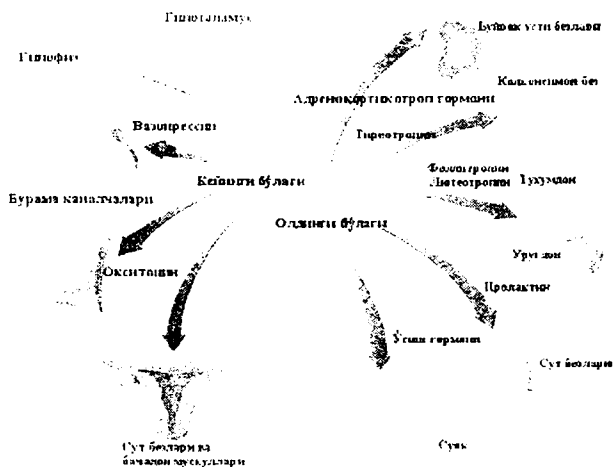 Гипоталамус
Буйрак усти безлари
Гипофиз
Қалқонсимон без
Адренокортикотроп гормони
Тиреотропин
Вазопрессин
Фоллитропин
Лютеотропин
Тухумдон
Кейинги бўлаги
Бурама каналчалари
Олдинги бўлаги
Уруғдон
Окситоцин
Пролактин
Ўсиш гормони
Сут безлари
Сут безлари ва
бачадон мускуллари
Суяк